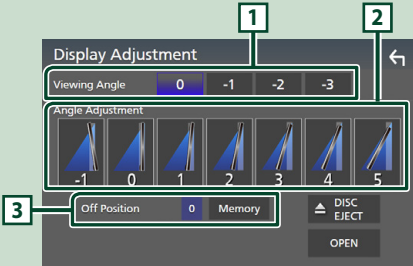 1
2
Display Adjustment
Viewing Angle 0 -1 -2 -3
Angle Adjustment
-1 0 1 2 3 4 5
3
Off Position 0 Memory
DISC
EJECT
OPEN